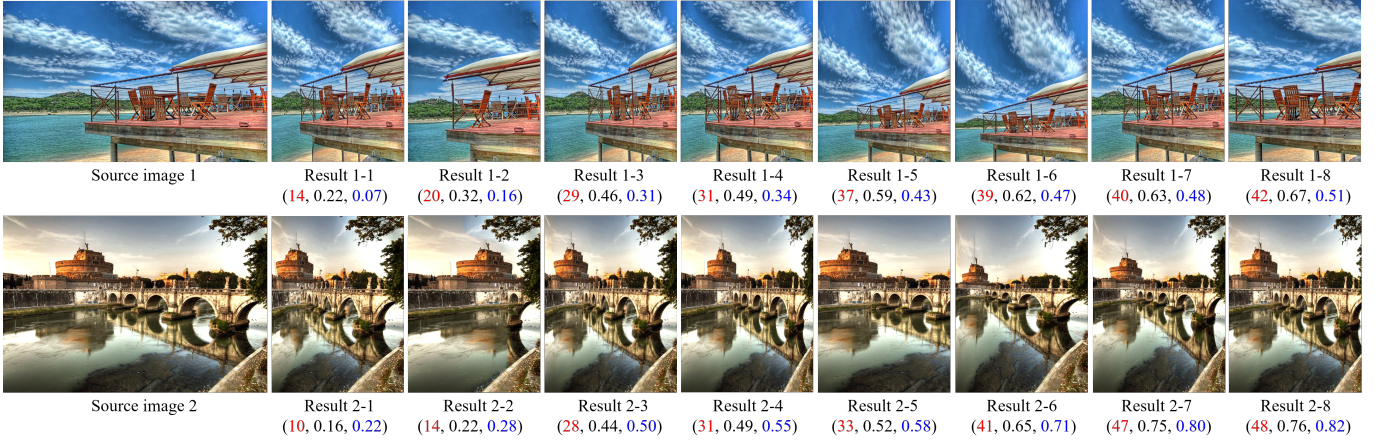 Source image 1
Result 1-1
Result 1-2
Result 1-3
Result 1-4
Result 1-5
Result 1-6
Result 1-7
Result 1-8
(14, 0.22, 0.07)
(20, 0.32, 0.16)
(29, 0.46, 0.31)
(31, 0.49, 0.34)
(37, 0.59, 0.43)
(39, 0.62, 0.47)
(40, 0.63, 0.48)
(42, 0.67, 0.51)
Source image 2
Result 2-1
Result 2-2
Result 2-3
Result 2-4
Result 2-5
Result 2-6
Result 2-7
Result 2-8
(10, 0.16, 0.22)
(14, 0.22, 0.28)
(28, 0.44, 0.50)
(31, 0.49, 0.55)
(33, 0.52, 0.58)
(41, 0.65, 0.71)
(47, 0.75, 0.80)
(48, 0.76, 0.82)